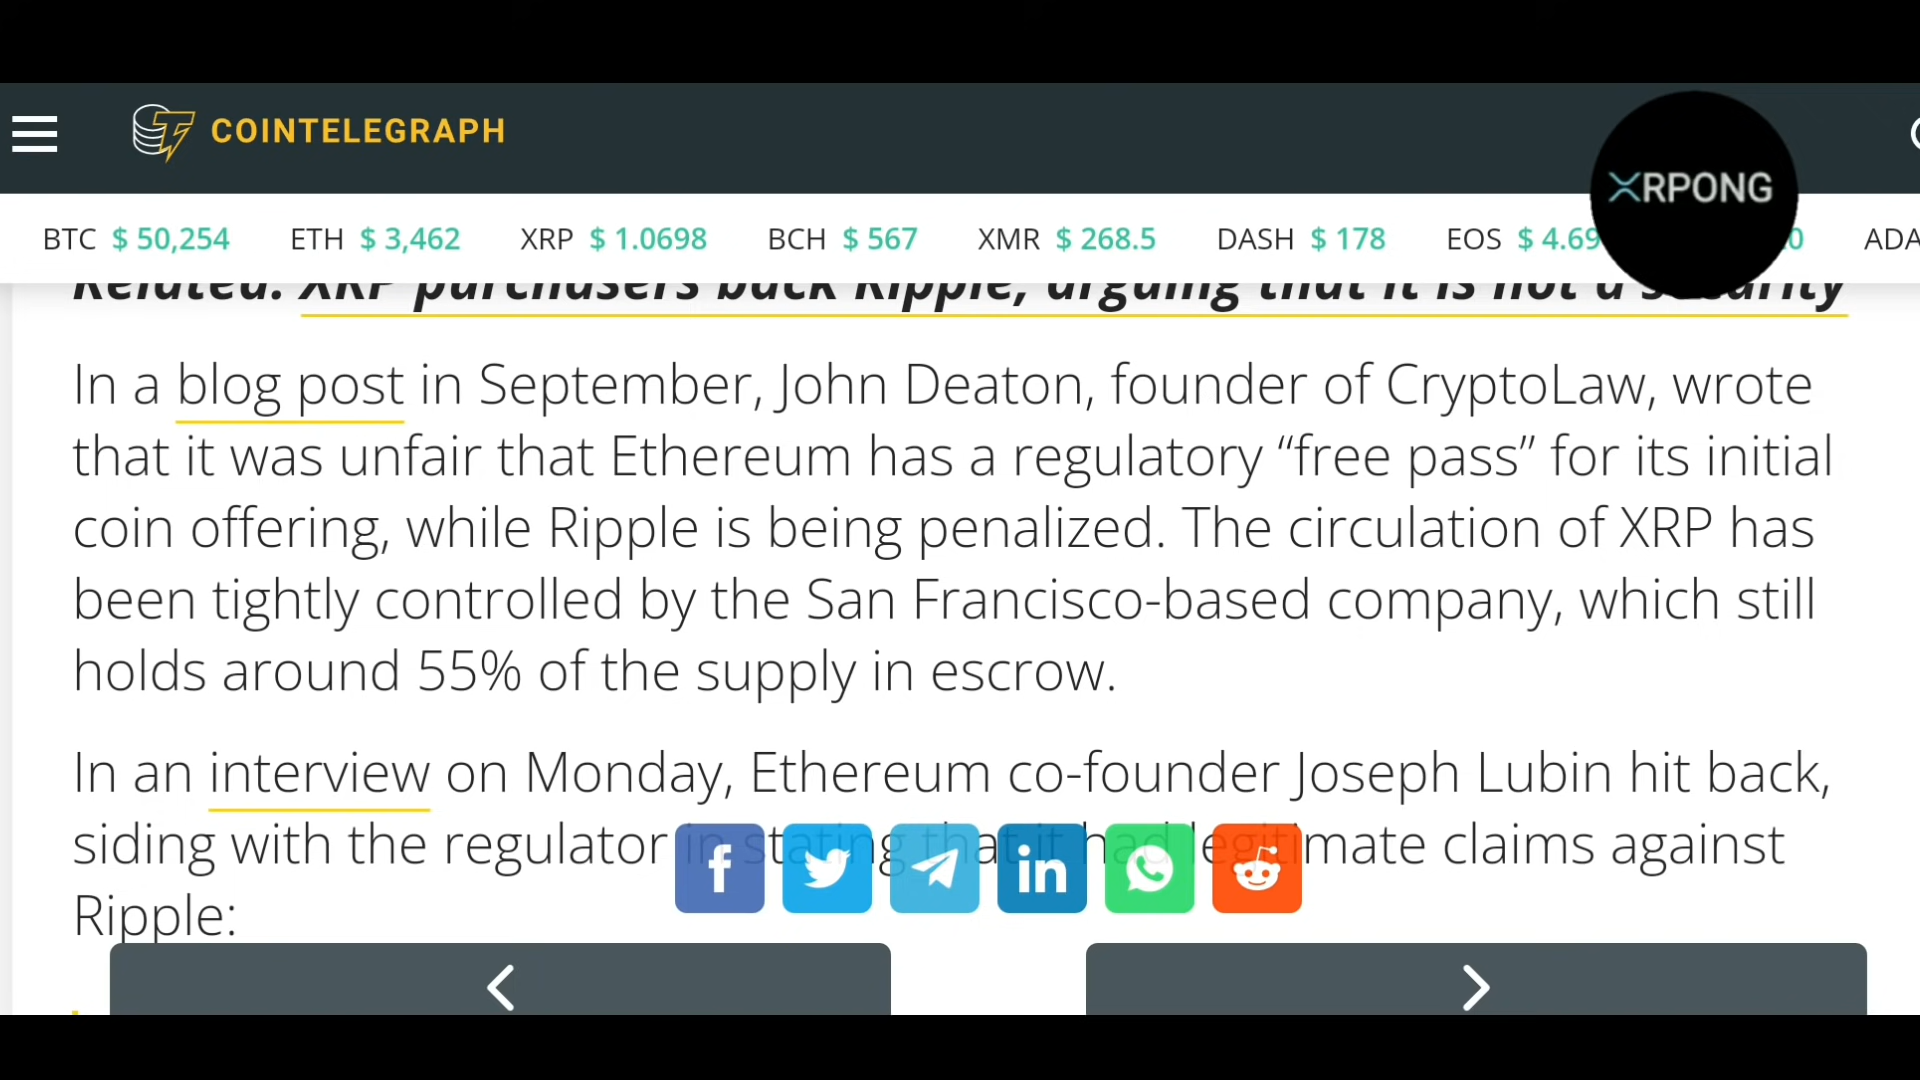 COINTELEGRAPH
XRPONG
BTC $ 50,254 ETH $ 3,462 XRP $ 1.0698 BCH $ 567 XMR $ 268.5 DASH $ 178 EOS $ 4.69 0 ADA
Related: XRP purchasers back Ripple, arguing that it is not a security
In a blog post in September, John Deaton, founder of CryptoLaw, wrote
that it was unfair that Ethereum has a regulatory “free pass” for its initial
coin offering, while Ripple is being penalized. The circulation of XRP has
been tightly controlled by the San Francisco-based company, which still
holds around 55% of the supply in escrow.
In an interview on Monday, Ethereum co-founder Joseph Lubin hit back,
siding with the regulator in stating that it had legitimate claims against
Ripple: